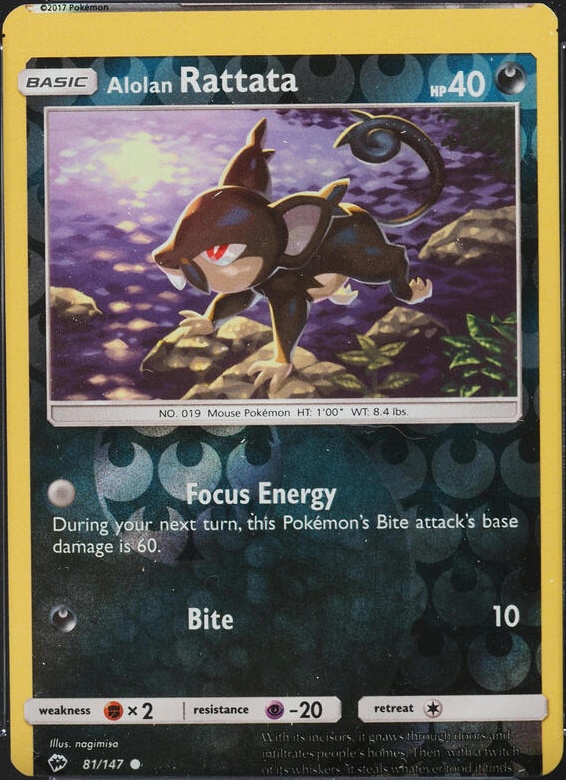 ©2017 Pokémon
BASIC Alolan Rattata HP 40
NO. 019 Mouse Pokémon HT: 1'00" WT: 8.4 lbs.
Focus Energy
During your next turn, this Pokémon's Bite attack's base
damage is 60.
Bite 10
weakness ×2 resistance -20 retreat
Illus. nagimiso
With its incisors, it gnaws through doors and
infiltrates people's homes. Then, with a twitch
of its whiskers, it steals whatever food it finds
81/147